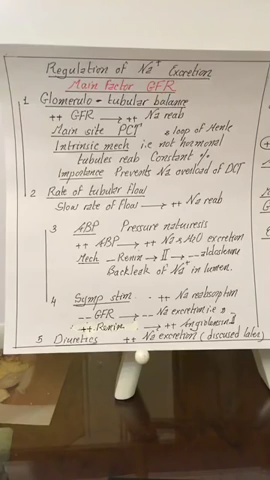 Regulation of Na+ Excretion
Main factor GFR
1 Glomerulo-tubular balance
++ GFR → ++ Na reab
Main site PCT & loop of Henle
Intrinsic mech i.e not hormonal
tubules reab Constant %
Importance Prevents Na overload of DCT
2 Rate of tubular flow
Slow rate of flow → ++ Na reab
3 ABP Pressure natruresis
++ ABP → ++ Na & H2O excretion
Mech _Renin → II → -- aldosterone
Backleak of Na+ in lumen.
4 Symp stim. ++ Na reabsorption
-- GFR → -- Na excretion i.e
++ Renin → ++ Angiotensin II
5 Diuretics ++ Na excretion (discused later)